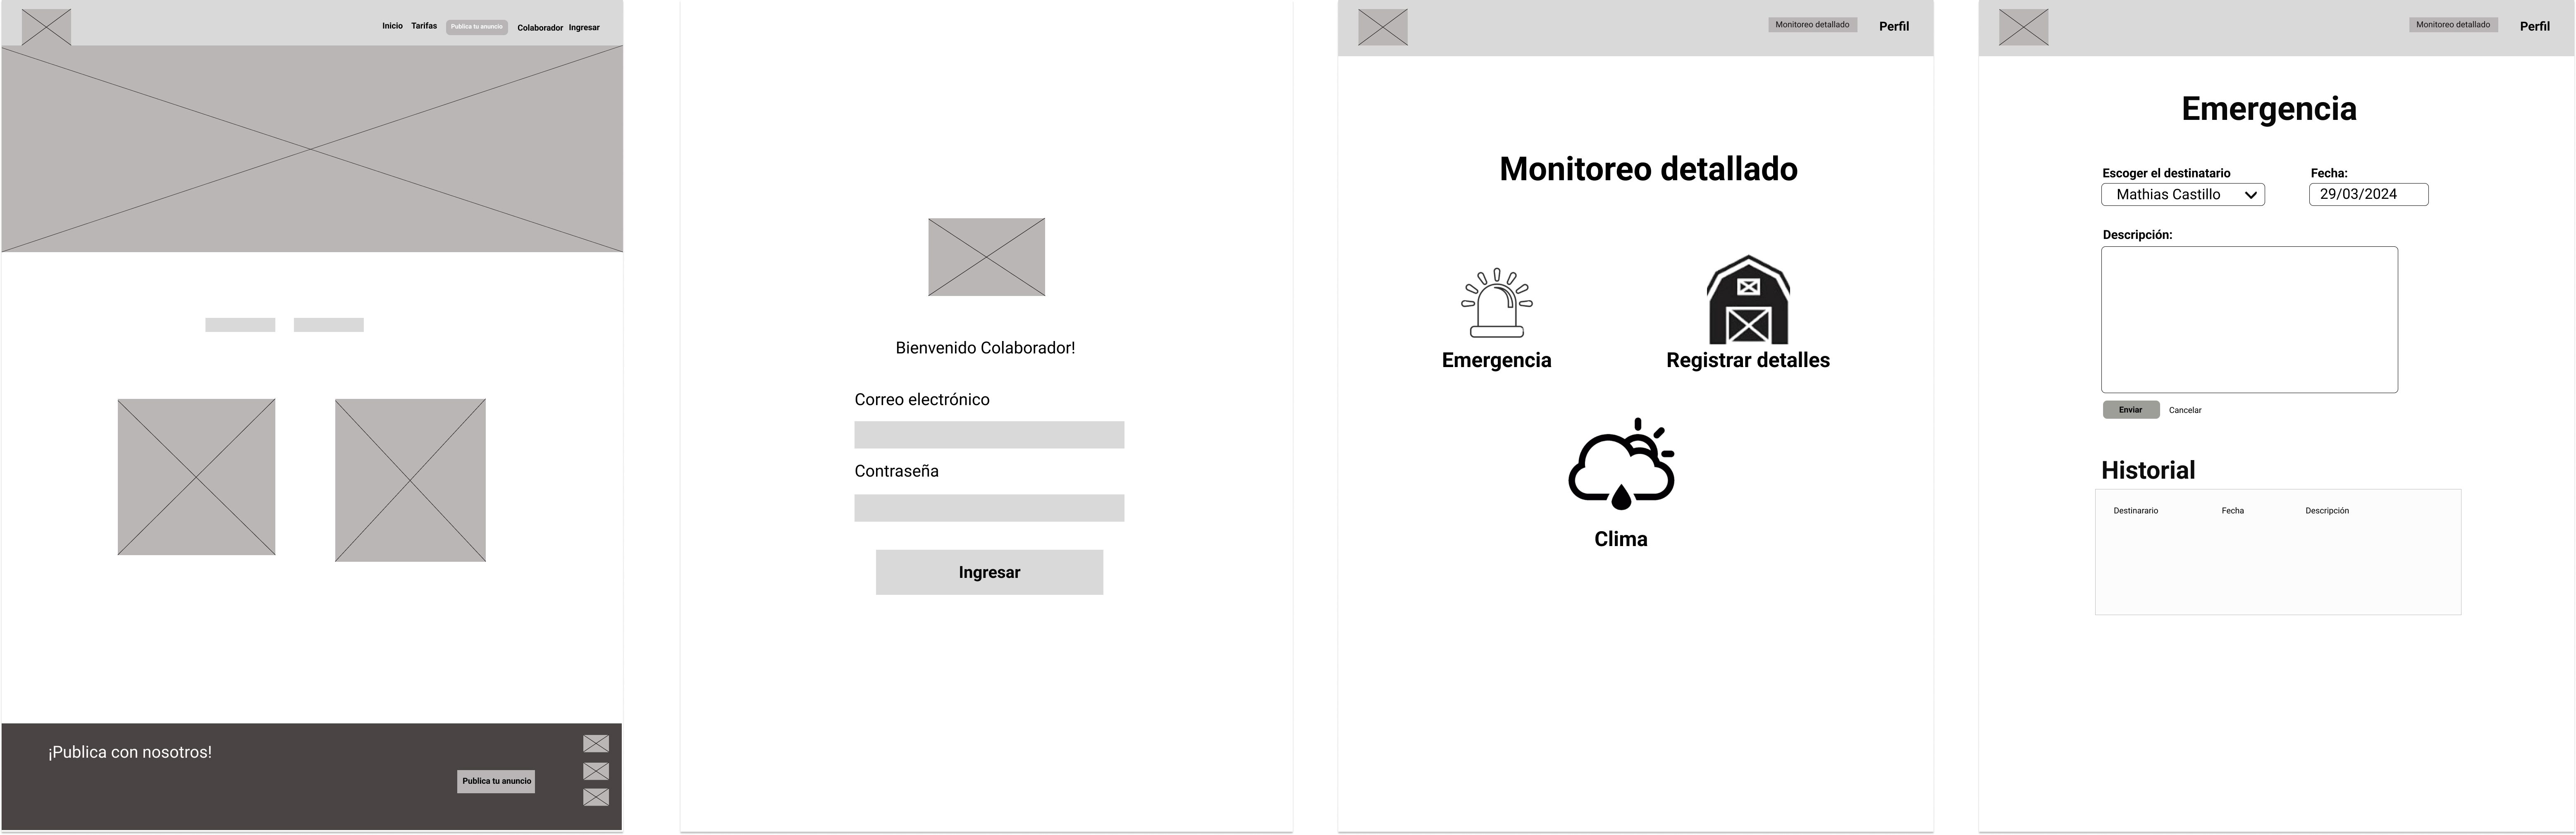 Inicio Tarifas Publica tu anuncio Colaborador Ingresar
¡Publica con nosotros!
Publica tu anuncio
Bienvenido Colaborador!
Correo electrónico
Contraseña
Ingresar
Monitoreo detallado Perfil
Monitoreo detallado
Emergencia Registrar detalles
Clima
Monitoreo detallado Perfil
Emergencia
Escoger el destinatario Fecha:
Mathias Castillo 29/03/2024
Descripción:
Enviar Cancelar
Historial
Destinarario Fecha Descripción